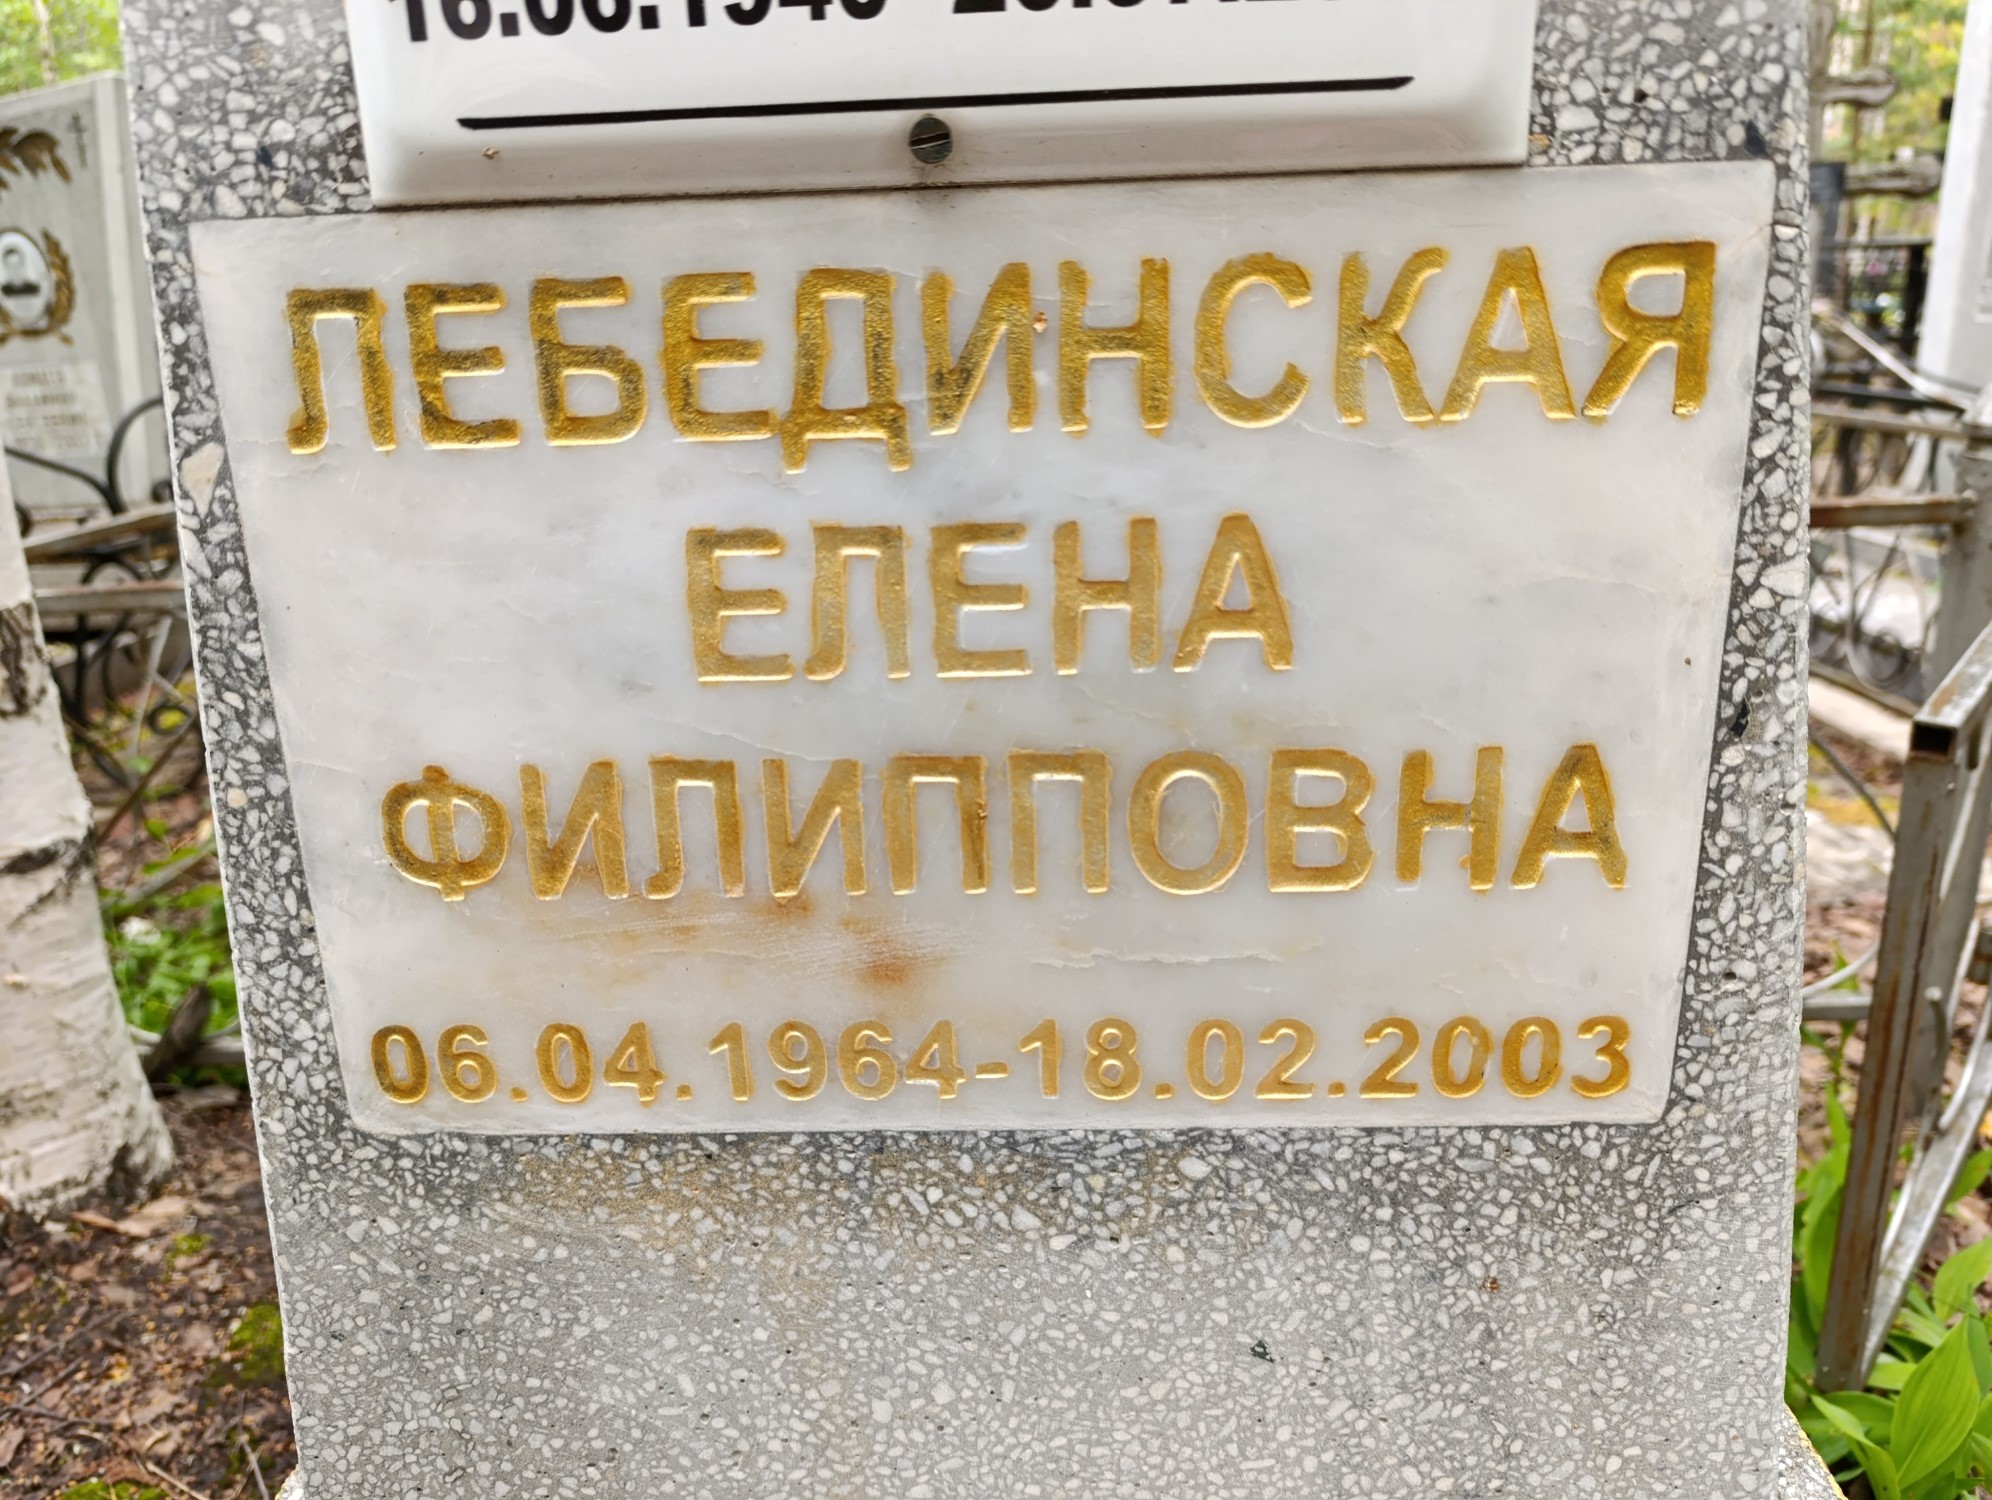 ЛЕБЕДИНСКАЯ
ЕЛЕНА
ФИЛИППОВНА
06.04.1964-18.02.2003